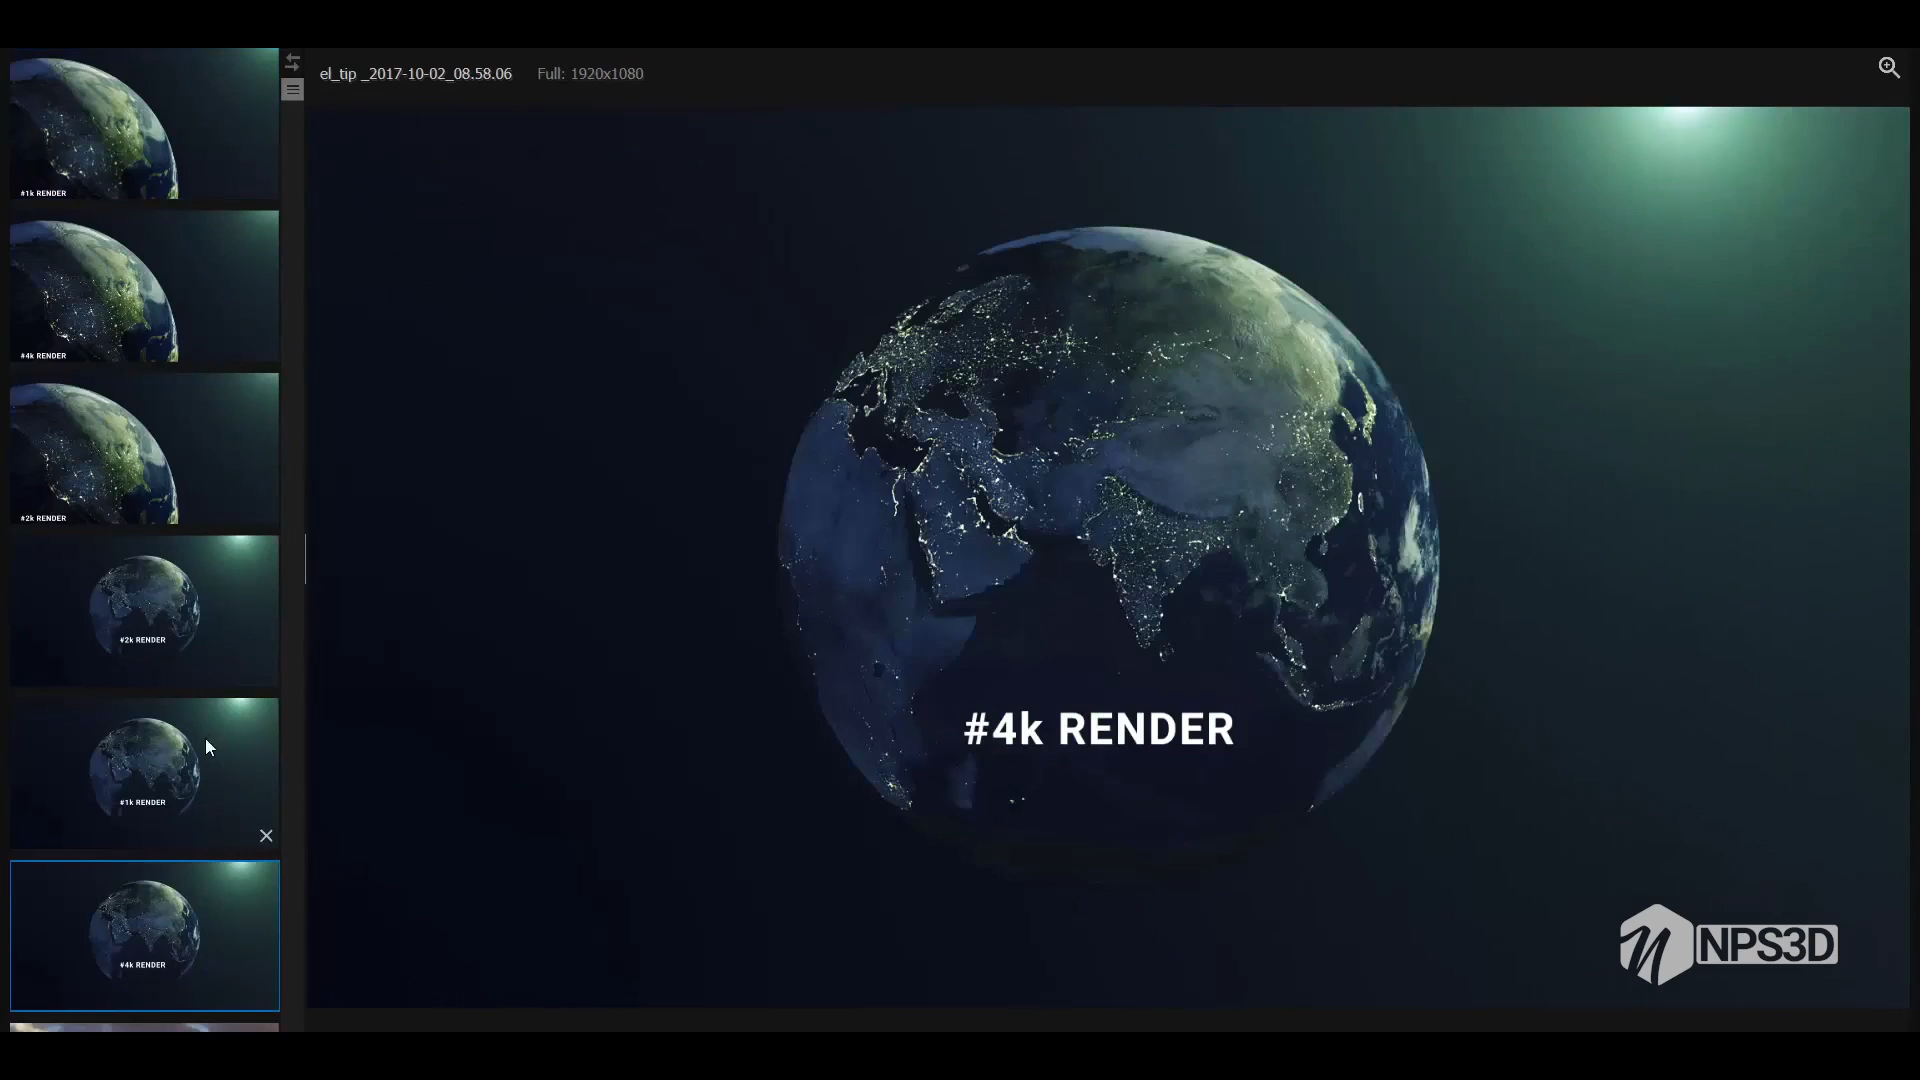 el_tip _2017-10-02_08.58.06 Full: 1920x1080
#1k RENDER
#4k RENDER
#2k RENDER
#2k RENDER
#1k RENDER
#4k RENDER
#4k RENDER
NPS3D